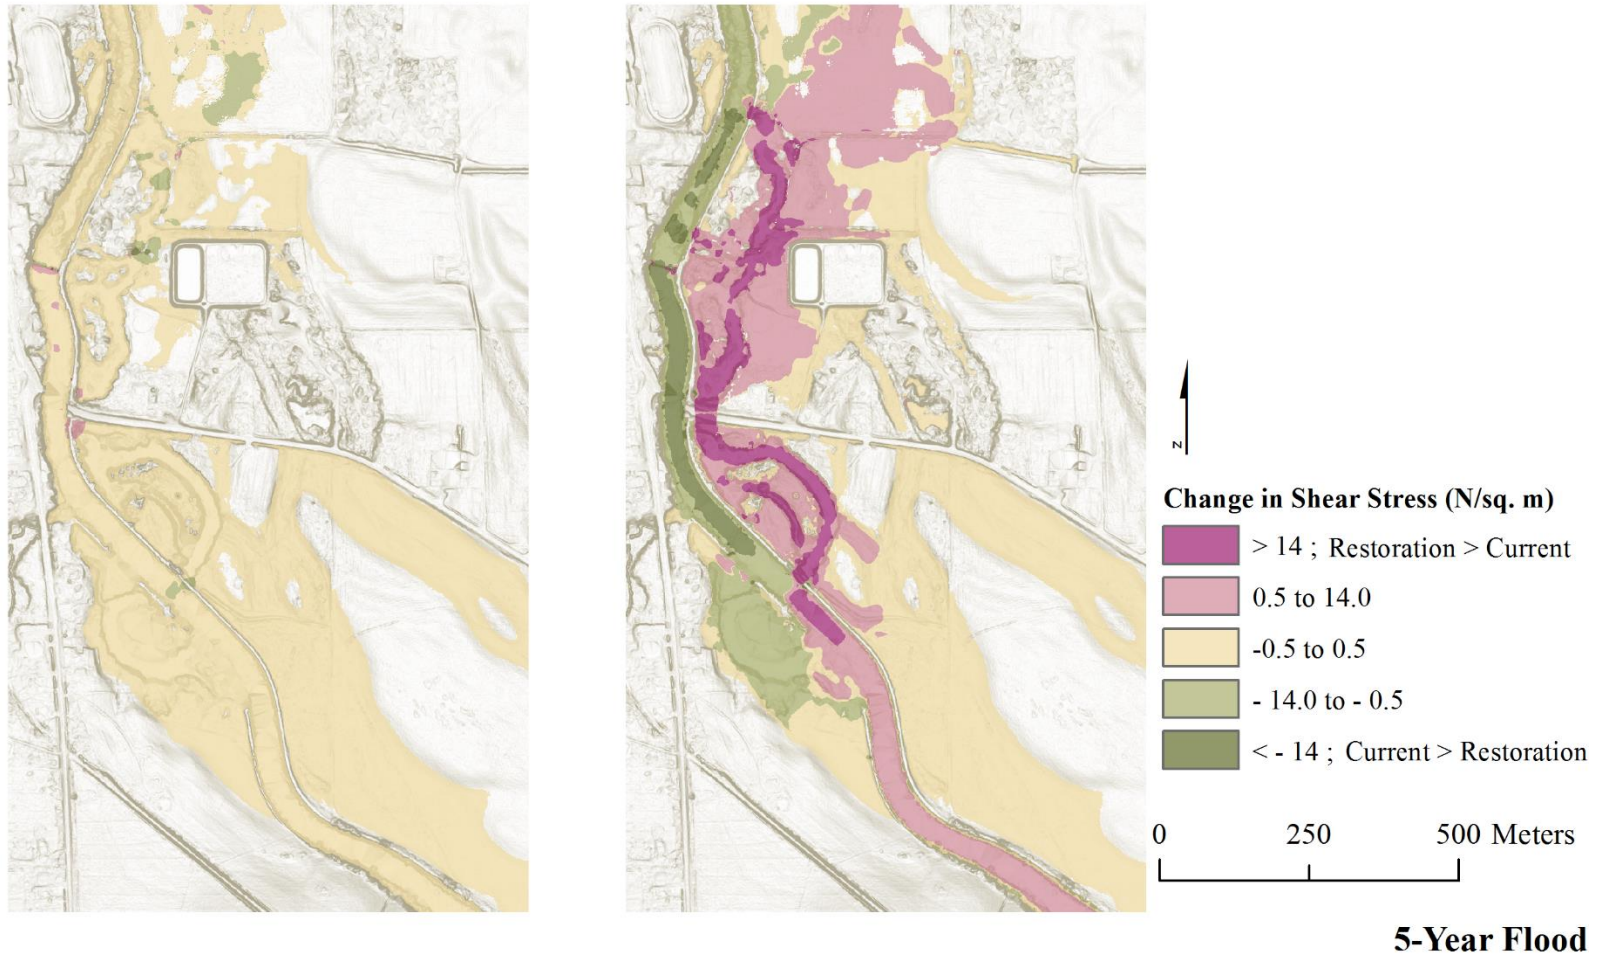 N
Change in Shear Stress (N/sq. m)
> 14 ; Restoration > Current
0.5 to 14.0
-0.5 to 0.5
- 14.0 to - 0.5
< - 14 ; Current > Restoration
0 250 500 Meters
5-Year Flood